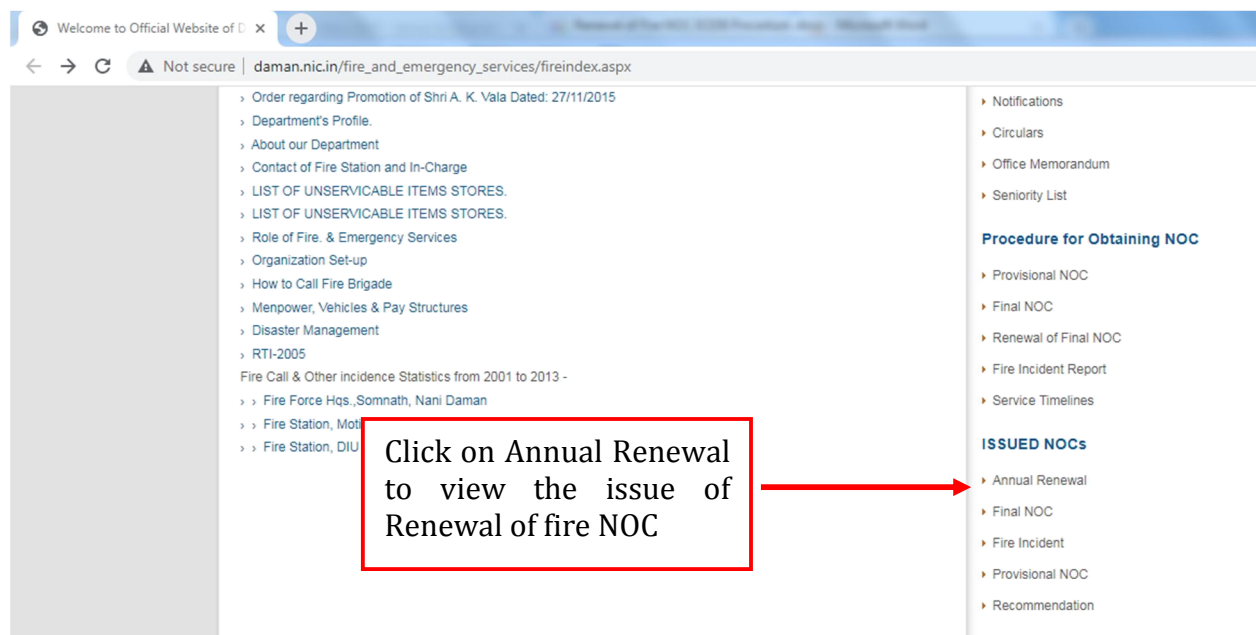 Welcome to Official Website of D
Not secure | daman.nic.in/fire_and_emergency_services/fireindex.aspx
› Order regarding Promotion of Shri A. K. Vala Dated: 27/11/2015
› Department's Profile.
› About our Department
› Contact of Fire Station and In-Charge
› LIST OF UNSERVICABLE ITEMS STORES.
› LIST OF UNSERVICABLE ITEMS STORES.
› Role of Fire. & Emergency Services
› Organization Set-up
› How to Call Fire Brigade
› Menpower, Vehicles & Pay Structures
› Disaster Management
› RTI-2005
Fire Call & Other incidence Statistics from 2001 to 2013 -
› › Fire Force Hqs.,Somnath, Nani Daman
› › Fire Station, Moti
› › Fire Station, DIU
Click on Annual Renewal
to view the issue of
Renewal of fire NOC
Notifications
Circulars
Office Memorandum
Seniority List
Procedure for Obtaining NOC
Provisional NOC
Final NOC
Renewal of Final NOC
Fire Incident Report
Service Timelines
ISSUED NOCs
Annual Renewal
Final NOC
Fire Incident
Provisional NOC
Recommendation